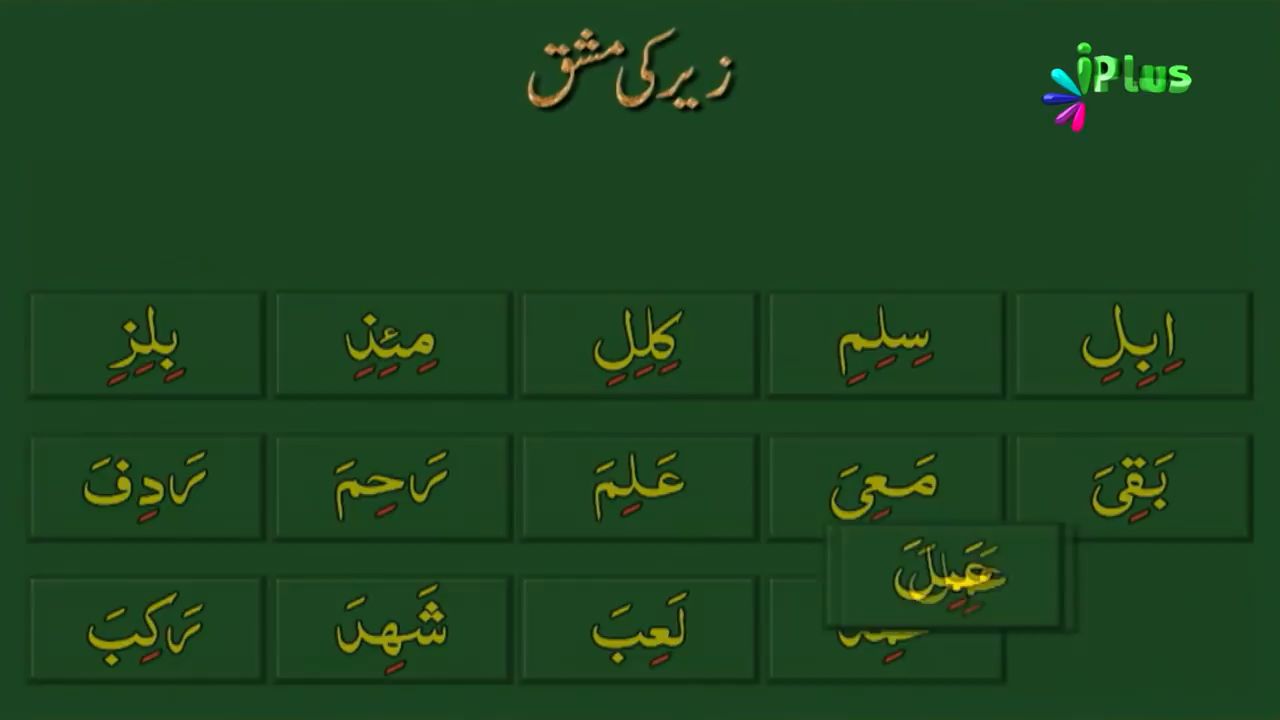 زیر کی مشق
iPlus
اِبِلِ سِلِمِ كِلِلِ مِئِذِ بِلِزِ
بَقِیَ مَعِیَ عَلِمَ رَحِمَ رَدِفَ
لَعِبَ شَهِدَ رَكِبَ